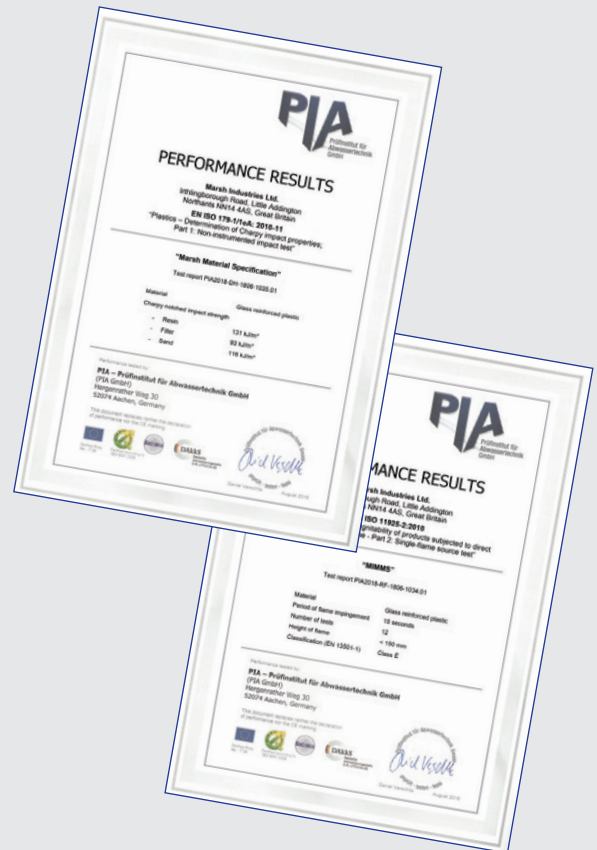 PIA
Prüfinstitut für
Abwassertechnik
GmbH
PERFORMANCE RESULTS
Marsh Industries Ltd.
Irthlingborough Road, Little Addington
Northants NN14 4AS, Great Britain
EN ISO 179-1/1eA: 2010-11
"Plastics – Determination of Charpy impact properties;
Part 1: Non-instrumented impact test"
"Marsh Material Specification"
Test report PIA2018-DH-1806-1035.01
Material Glass reinforced plastic
Charpy notched impact strength
- Resin 131 kJ/m²
- Filler 93 kJ/m²
- Sand 116 kJ/m²
Performance tested by:
PIA – Prüfinstitut für Abwassertechnik GmbH
(PIA GmbH)
Hergenrather Weg 30
52074 Aachen, Germany
This document replaces neither the declaration
of performance nor the CE marking.
DAkkS
August 2018
PIA
Prüfinstitut für
Abwassertechnik
GmbH
MANCE RESULTS
rsh Industries Ltd.
ugh Road, Little Addington
NN14 4AS, Great Britain
ISO 11925-2:2010
gnitability of products subjected to direct
e - Part 2: Single-flame source test"
"MIMMS"
Test report PIA2018-RF-1806-1034.01
Material Glass reinforced plastic
Period of flame impingement 15 seconds
Number of tests 12
Height of flame < 150 mm
Classification (EN 13501-1) Class E
Performance tested by:
PIA – Prüfinstitut für Abwassertechnik GmbH
(PIA GmbH)
Hergenrather Weg 30
52074 Aachen, Germany
This document replaces neither the declaration
of performance nor the CE marking.
DAkkS
August 2018